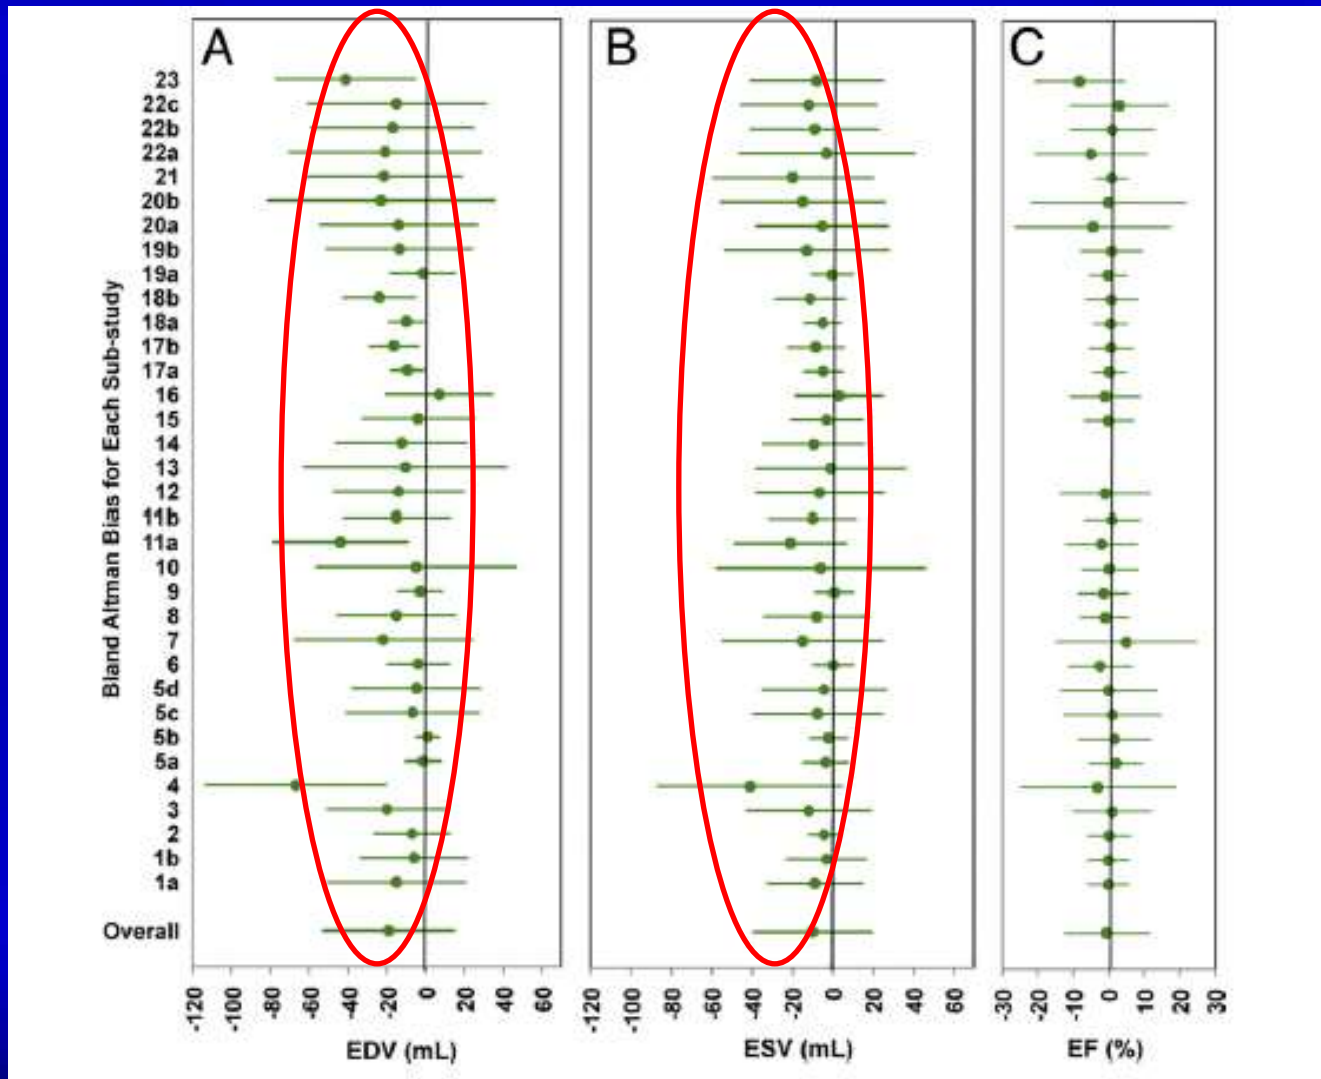 A
B
C
Bland Altman Bias for Each Sub-study
23
22c
22b
22a
21
20b
20a
19b
19a
18b
18a
17b
17a
16
15
14
13
12
11b
11a
10
9
8
7
6
5d
5c
5b
5a
4
3
2
1b
1a
Overall
-120 -100 -80 -60 -40 -20 0 20 40 60
-120 -100 -80 -60 -40 -20 0 20 40 60
-30 -20 -10 0 10 20 30
EDV (mL)
ESV (mL)
EF (%)